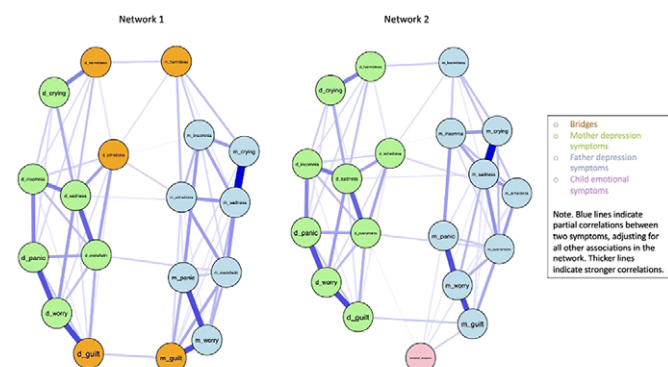 Network 1
Network 2
d_harmideas
m_harmideas
d_crying
d_insomnia
d_sadness
d_panic
d_worry
d_guilt
m_insomnia
m_crying
m_sadness
m_panic
m_worry
m_guilt
m_harmideas
d_crying
d_insomnia
d_sadness
d_panic
d_worry
d_guilt
m_insomnia
m_crying
m_sadness
m_panic
m_worry
m_guilt
Bridges
Mother depression
symptoms
Father depression
symptoms
Child emotional
symptoms
Note. Blue lines indicate
partial correlations between
two symptoms, adjusting for
all other associations in the
network. Thicker lines
indicate stronger correlations.